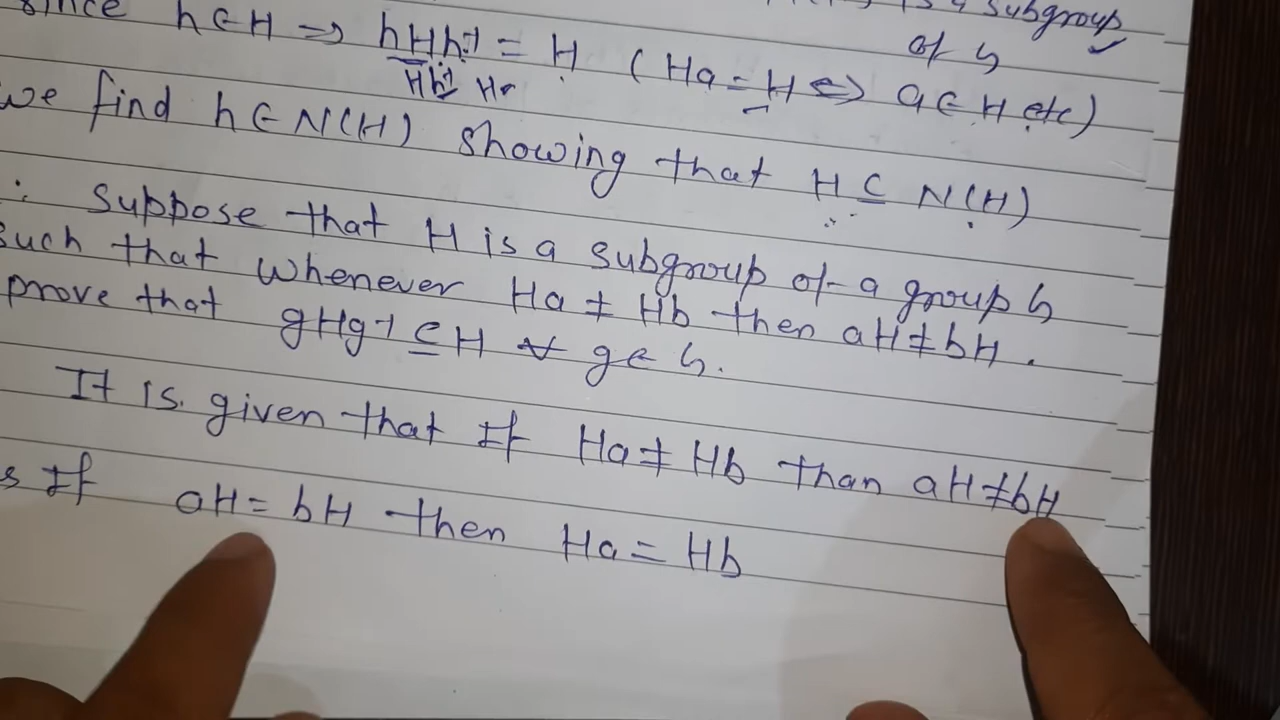 since h ∈ H ⇒ hHh⁻¹ = H (Ha = H ⇔ a ∈ H etc)
is a subgroup
of G
Hh⁻¹ H
we find h ∈ N(H) showing that H ⊆ N(H)
: Suppose that H is a subgroup of a group G
such that whenever Ha ≠ Hb then aH ≠ bH .
prove that gHg⁻¹ ⊆ H ∀ g ∈ G.
It is given that If Ha ≠ Hb than aH ≠ bH
s If aH = bH then Ha = Hb